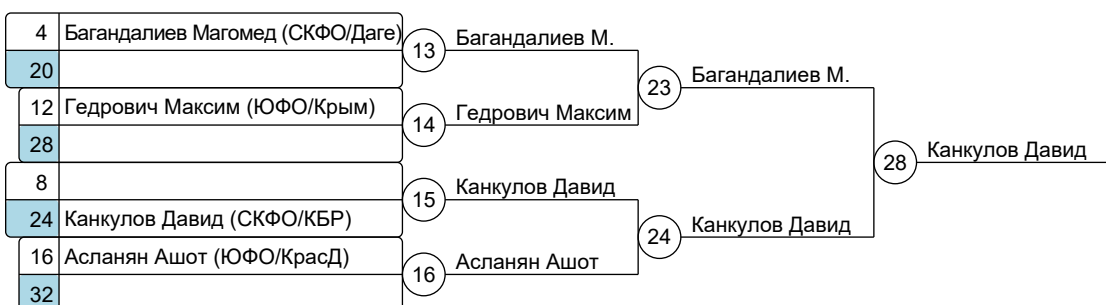 4 Багандалиев Магомед (СКФО/Даге)
13
Багандалиев М.
20
23
Багандалиев М.
12 Гедрович Максим (ЮФО/Крым)
14
Гедрович Максим
28
28
Канкулов Давид
8
15
Канкулов Давид
24 Канкулов Давид (СКФО/КБР)
24
Канкулов Давид
16 Асланян Ашот (ЮФО/КрасД)
16
Асланян Ашот
32